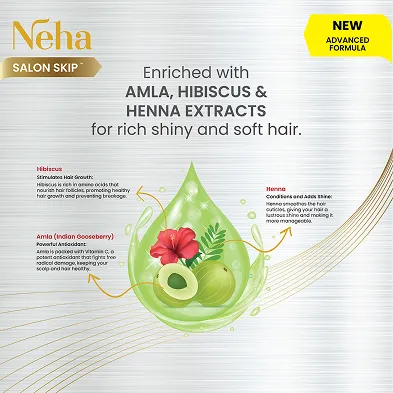 Neha
SALON SKIP™
NEW
ADVANCED
FORMULA
Enriched with
AMLA, HIBISCUS &
HENNA EXTRACTS
for rich shiny and soft hair.
Hibiscus
Stimulates Hair Growth:
Hibiscus is rich in amino acids that
nourish hair follicles, promoting healthy
hair growth and preventing breakage.
Henna
Conditions and Adds Shine:
Henna smoothes the hair
cuticles, giving your hair a
lustrous shine and making it
more manageable.
Amla (Indian Gooseberry)
Powerful Antioxidant:
Amla is packed with Vitamin C, a
potent antioxidant that fights free
radical damage, keeping your
scalp and hair healthy.